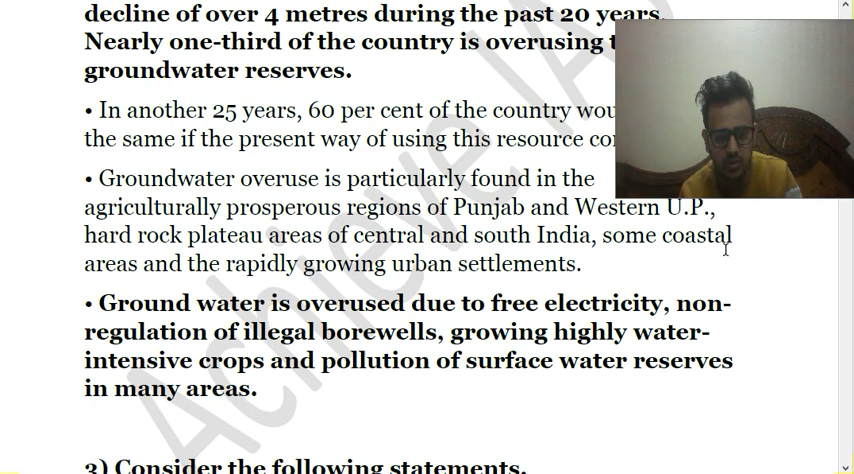 decline of over 4 metres during the past 20 years.
Nearly one-third of the country is overusing
groundwater reserves.
• In another 25 years, 60 per cent of the country
the same if the present way of using this resource
• Groundwater overuse is particularly found in the
agriculturally prosperous regions of Punjab and Western U.P.,
hard rock plateau areas of central and south India, some coastal
areas and the rapidly growing urban settlements.
• Ground water is overused due to free electricity, non-
regulation of illegal borewells, growing highly water-
intensive crops and pollution of surface water reserves
in many areas.
3) Consider the following statements.
Achieve IA